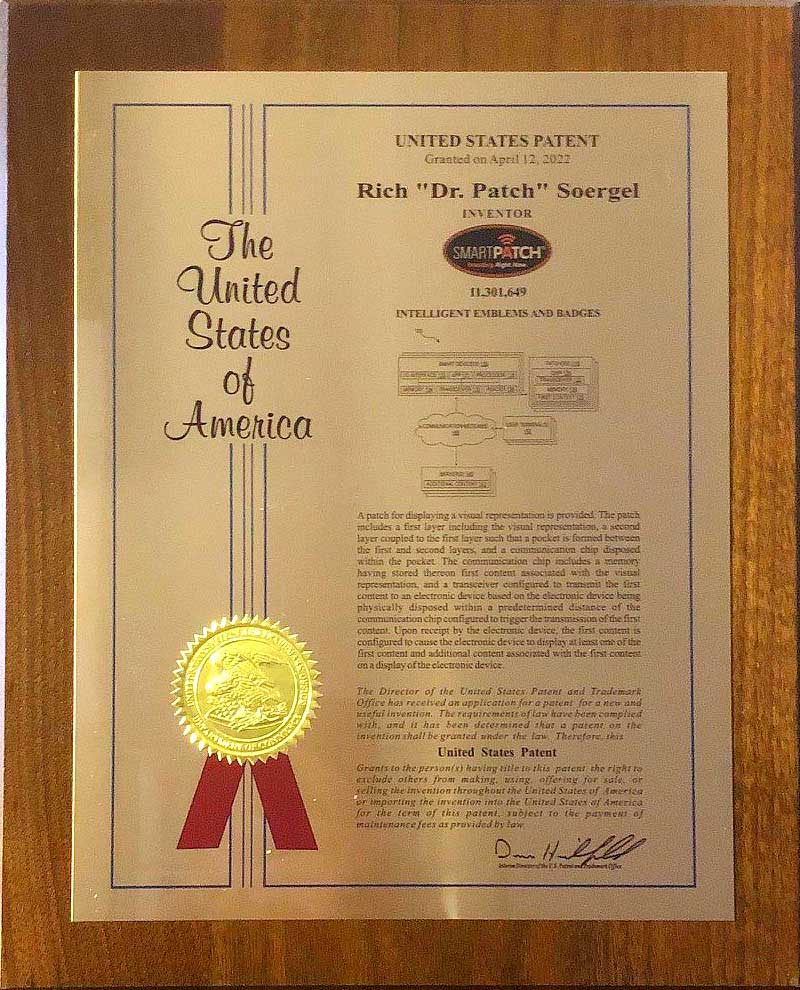 The
United
States
of
America
UNITED STATES PATENT
Granted on April 12, 2022
Rich "Dr. Patch" Soergel
INVENTOR
SMARTPATCH
11,301,649
INTELLIGENT EMBLEMS AND BADGES
A patch for displaying a visual representation is provided. The patch
includes a first layer including the visual representation, a second
layer coupled to the first layer such that a pocket is formed between
the first and second layers, and a communication chip disposed
within the pocket. The communication chip includes a memory
having stored thereon first content associated with the visual
representation, and a transceiver configured to transmit the first
content to an electronic device based on the electronic device being
physically disposed within a predetermined distance of the
communication chip configured to trigger the transmission of the first
content. Upon receipt by the electronic device, the first content is
configured to cause the electronic device to display at least one of the
first content and additional content associated with the first content
on a display of the electronic device.
The Director of the United States Patent and Trademark
Office has received an application for a patent for a new and
useful invention. The requirements of law have been complied
with, and it has been determined that a patent on the
invention shall be granted under the law. Therefore, this
United States Patent
Grants to the person(s) having title to this patent the right to
exclude others from making, using, offering for sale, or
selling the invention throughout the United States of America
or importing the invention into the United States of America
for the term of this patent, subject to the payment of
maintenance fees as provided by law.
Interim Director of the U.S. Patent and Trademark Office